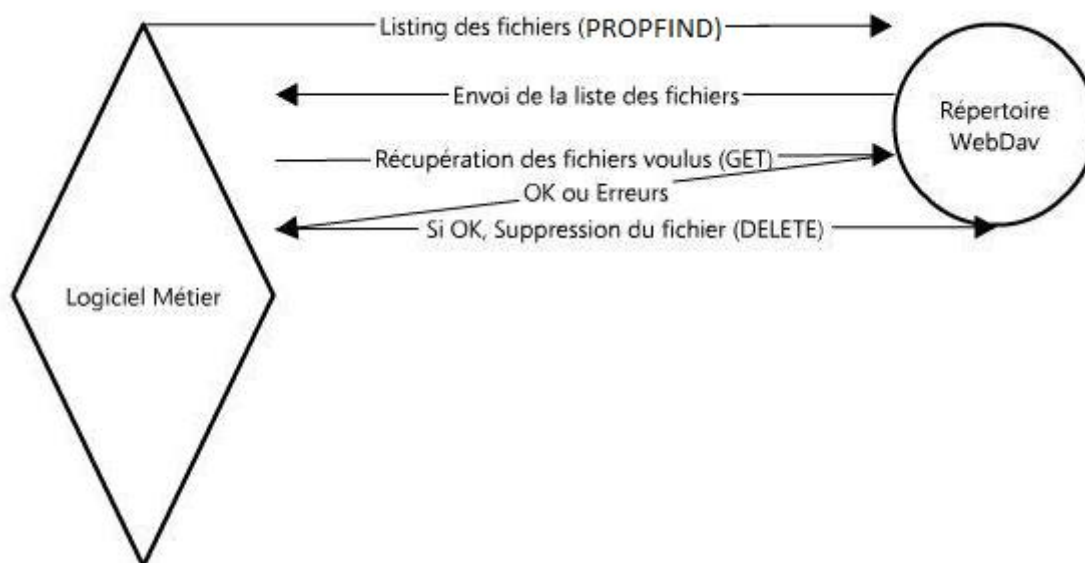 Listing des fichiers (PROPFIND)
Envoi de la liste des fichiers
Répertoire
WebDav
Récupération des fichiers voulus (GET)
OK ou Erreurs
Si OK, Suppression du fichier (DELETE)
Logiciel Métier